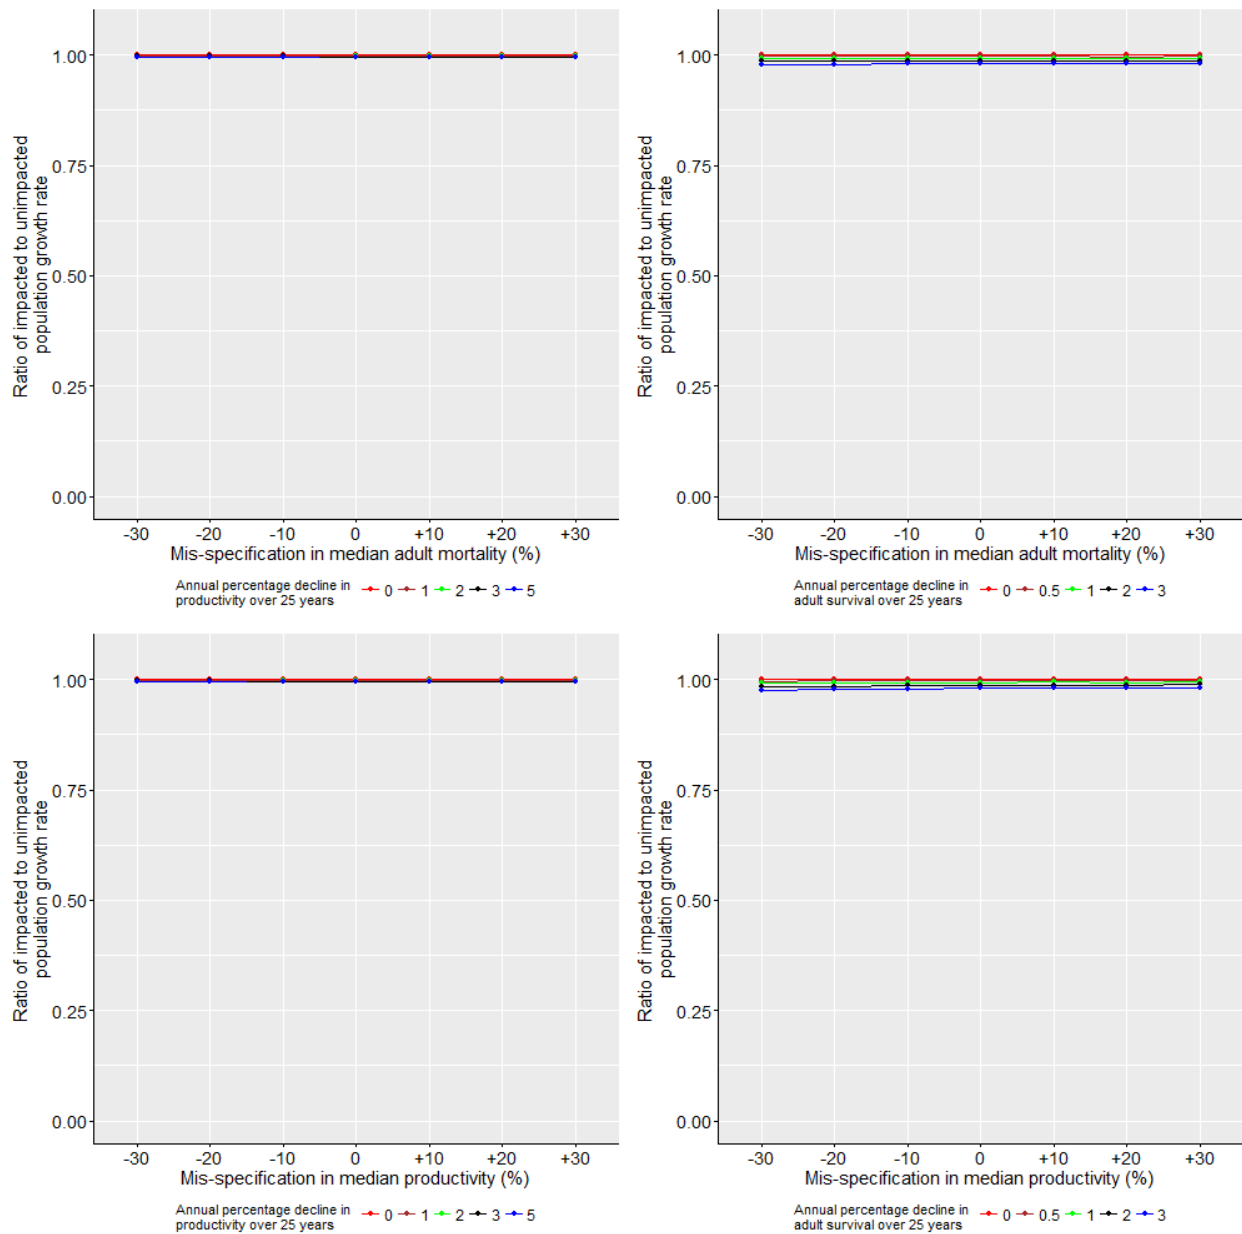 Ratio of impacted to unimpacted
population growth rate
1.00
0.75
0.50
0.25
0.00
-30 -20 -10 0 +10 +20 +30
Mis-specification in median adult mortality (%)
Annual percentage decline in
productivity over 25 years
0 1 2 3 5
Ratio of impacted to unimpacted
population growth rate
1.00
0.75
0.50
0.25
0.00
-30 -20 -10 0 +10 +20 +30
Mis-specification in median adult mortality (%)
Annual percentage decline in
adult survival over 25 years
0 0.5 1 2 3
Ratio of impacted to unimpacted
population growth rate
1.00
0.75
0.50
0.25
0.00
-30 -20 -10 0 +10 +20 +30
Mis-specification in median productivity (%)
Annual percentage decline in
productivity over 25 years
0 1 2 3 5
Ratio of impacted to unimpacted
population growth rate
1.00
0.75
0.50
0.25
0.00
-30 -20 -10 0 +10 +20 +30
Mis-specification in median productivity (%)
Annual percentage decline in
adult survival over 25 years
0 0.5 1 2 3